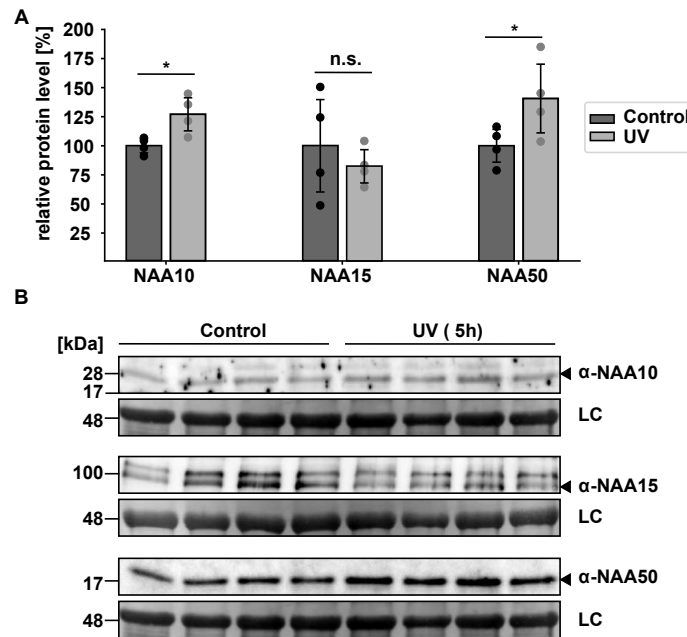 A
relative protein level [%]
200
175
150
125
100
75
50
25
*
n.s.
*
Control
UV
NAA10
NAA15
NAA50
B
[kDa]
Control
UV ( 5h)
28
17
α-NAA10
48
LC
100
α-NAA15
48
LC
17
α-NAA50
48
LC